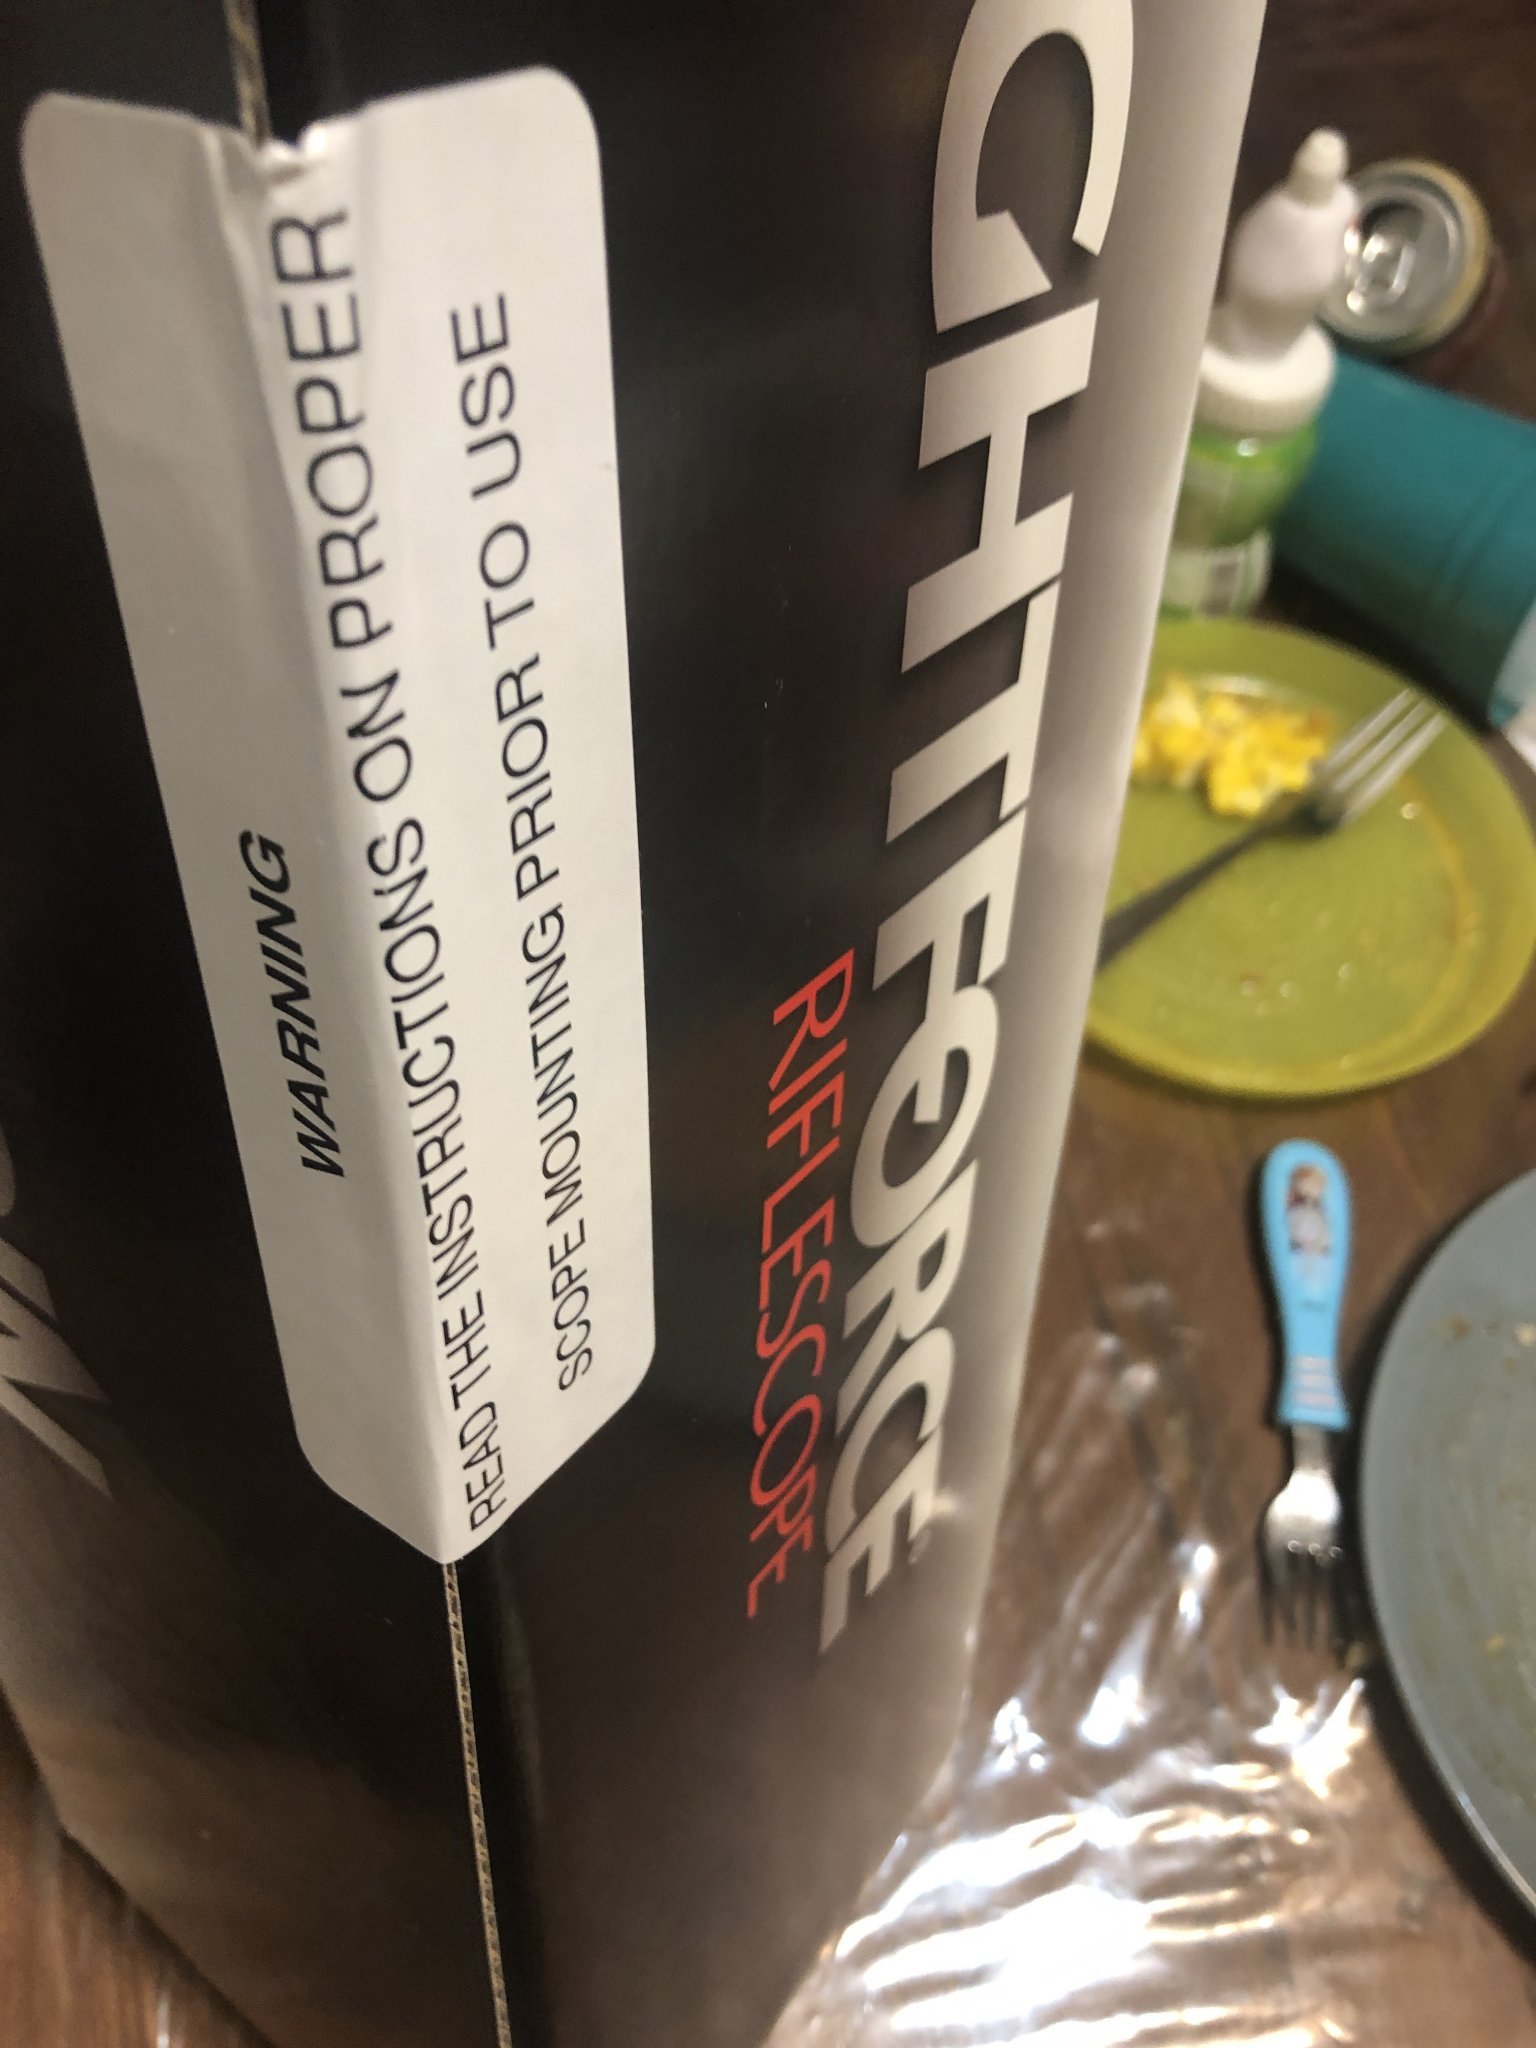 WARNING
READ THE INSTRUCTIONS ON PROPER
SCOPE MOUNTING PRIOR TO USE
RIFLESCOPE
GHTFORCE